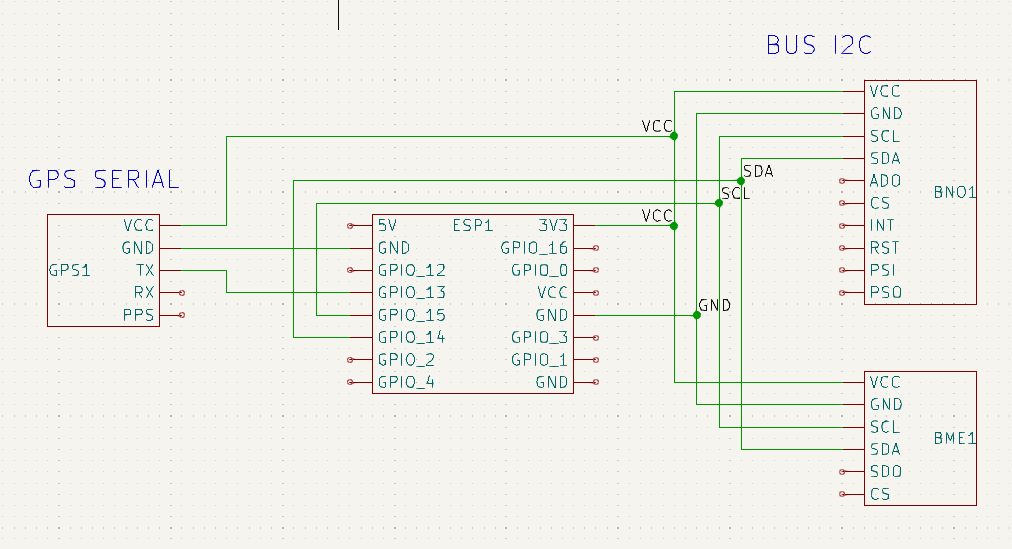 BUS I2C
VCC
GND
SCL
SDA
ADO
CS
INT
RST
PSI
PSO
BNO1
VCC
SDA
SCL
VCC
GND
GPS SERIAL
VCC
GND
TX
RX
PPS
GPS1
5V
GND
GPIO_12
GPIO_13
GPIO_15
GPIO_14
GPIO_2
GPIO_4
ESP1
3V3
GPIO_16
GPIO_0
VCC
GND
GPIO_3
GPIO_1
GND
VCC
GND
SCL
SDA
SDO
CS
BME1